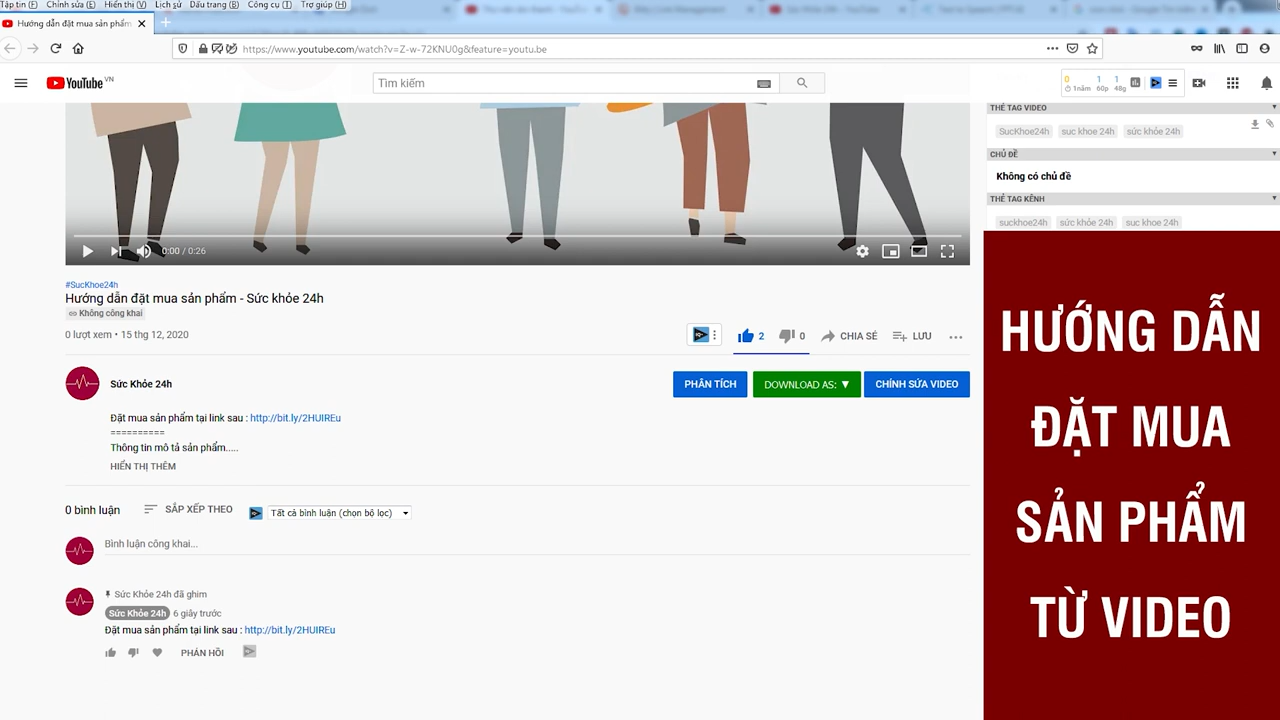 Tập tin (F) Chỉnh sửa (E) Hiển thị (V) Lịch sử Dấu trang (B) Công cụ (T) Trợ giúp (H)
Hướng dẫn đặt mua sản phẩm
https://www.youtube.com/watch?v=Z-w-72KNU0g&feature=youtu.be
YouTube VN
Tìm kiếm
0 1 1
1năm 60p 48g
THẺ TAG VIDEO
SucKhoe24h suc khoe 24h sức khỏe 24h
CHỦ ĐỀ
Không có chủ đề
THẺ TAG KÊNH
suckhoe24h sức khỏe 24h suc khoe 24h
0:00 / 0:26
#SucKhoe24h
Hướng dẫn đặt mua sản phẩm - Sức khỏe 24h
Không công khai
0 lượt xem • 15 thg 12, 2020
2 0 CHIA SẺ LƯU
Sức Khỏe 24h
PHÂN TÍCH DOWNLOAD AS: ▼ CHỈNH SỬA VIDEO
Đặt mua sản phẩm tại link sau : http://bit.ly/2HUIREu
==========
Thông tin mô tả sản phẩm.....
HIỂN THỊ THÊM
0 bình luận SẮP XẾP THEO Tất cả bình luận (chọn bộ lọc)
Bình luận công khai...
Sức Khỏe 24h đã ghim
Sức Khỏe 24h 6 giây trước
Đặt mua sản phẩm tại link sau : http://bit.ly/2HUIREu
PHẢN HỒI
HƯỚNG DẪN
ĐẶT MUA
SẢN PHẨM
TỪ VIDEO